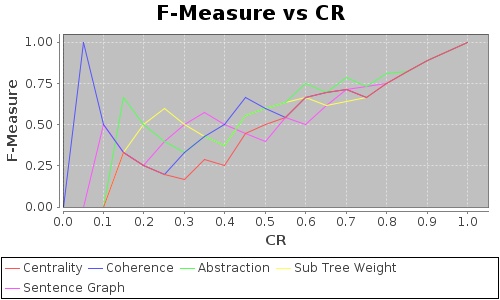 F-Measure vs CR
1.00
0.75
0.50
0.25
0.00
F-Measure
0.0 0.1 0.2 0.3 0.4 0.5 0.6 0.7 0.8 0.9 1.0
CR
Centrality Coherence Abstraction Sub Tree Weight
Sentence Graph